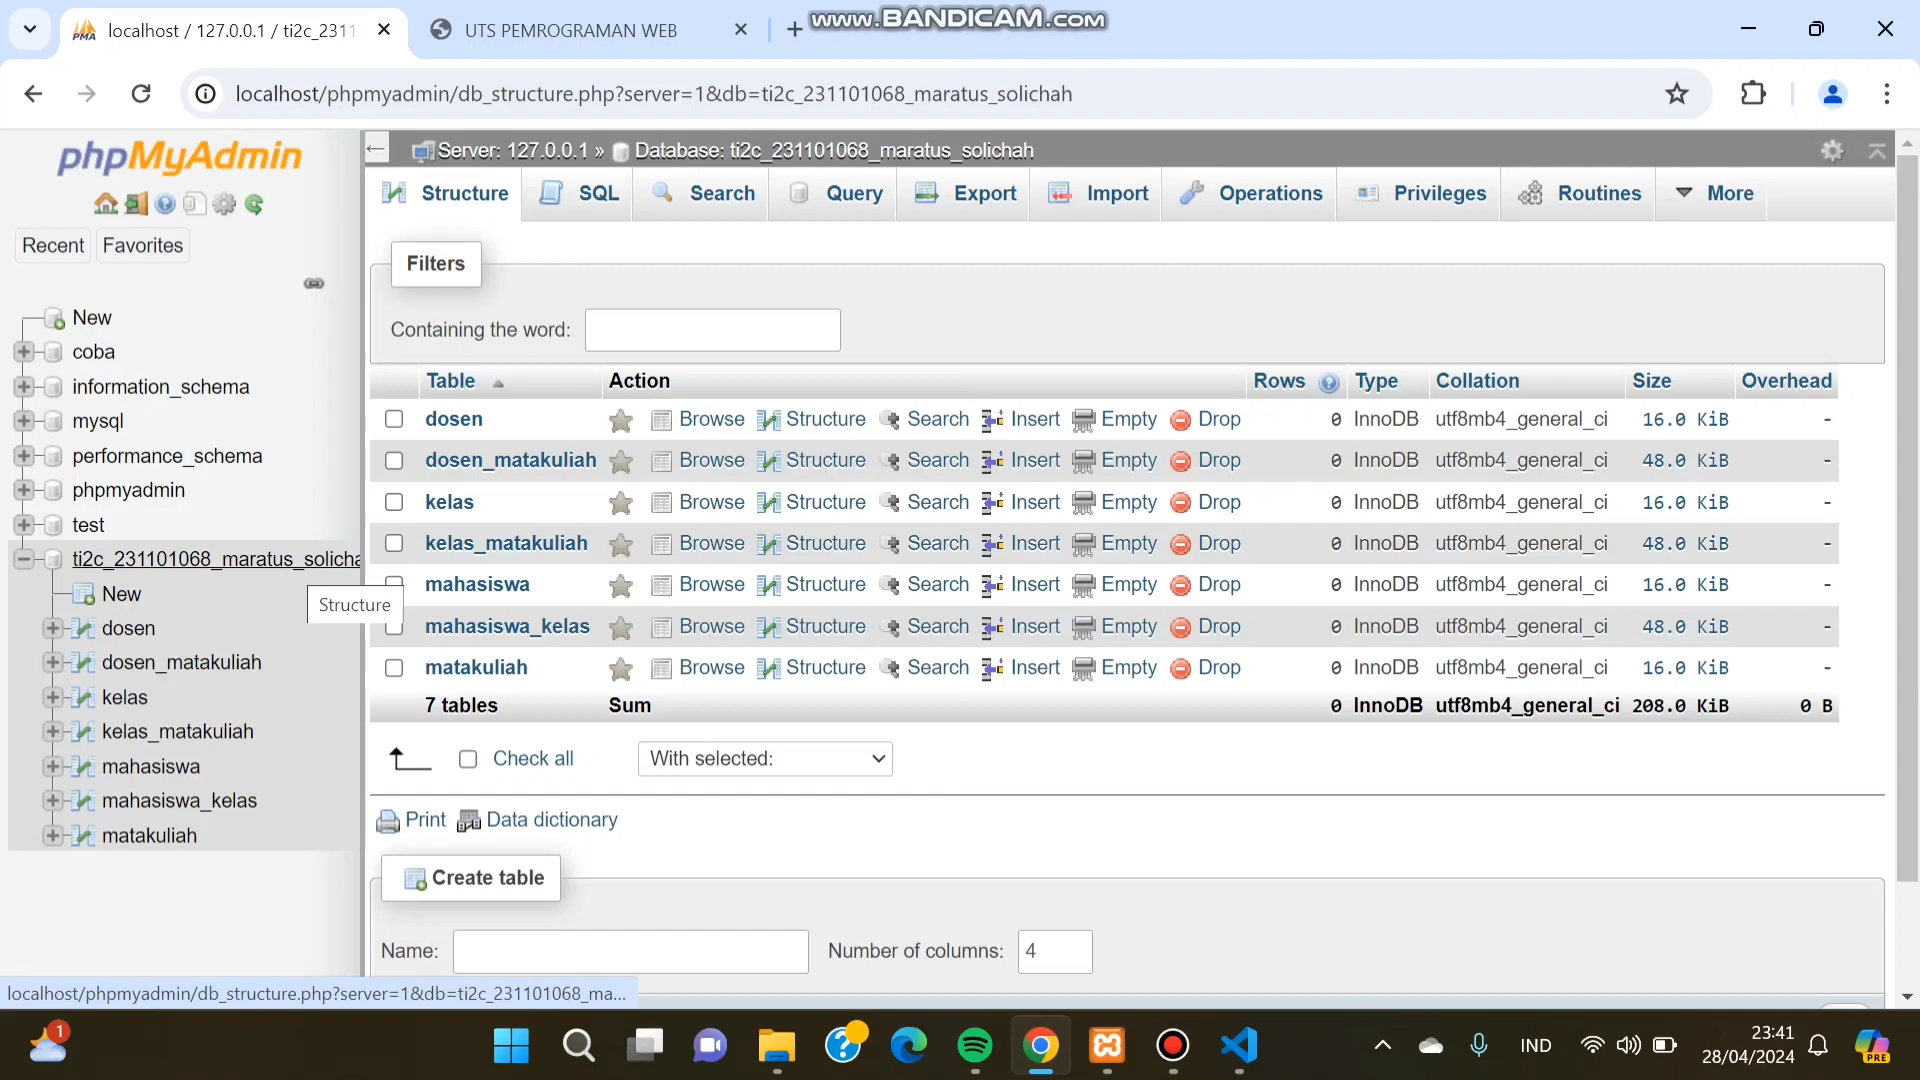 localhost / 127.0.0.1 / ti2c_2311
UTS PEMROGRAMAN WEB
www.BANDICAM.com
localhost/phpmyadmin/db_structure.php?server=1&db=ti2c_231101068_maratus_solichah
phpMyAdmin
Recent Favorites
New
coba
information_schema
mysql
performance_schema
phpmyadmin
test
ti2c_231101068_maratus_solicha
New
Structure
dosen
dosen_matakuliah
kelas
kelas_matakuliah
mahasiswa
mahasiswa_kelas
matakuliah
Server: 127.0.0.1 » Database: ti2c_231101068_maratus_solichah
Structure SQL Search Query Export Import Operations Privileges Routines More
Filters
Containing the word:
Table Action Rows Type Collation Size Overhead
dosen Browse Structure Search Insert Empty Drop 0 InnoDB utf8mb4_general_ci 16.0 KiB -
dosen_matakuliah Browse Structure Search Insert Empty Drop 0 InnoDB utf8mb4_general_ci 48.0 KiB -
kelas Browse Structure Search Insert Empty Drop 0 InnoDB utf8mb4_general_ci 16.0 KiB -
kelas_matakuliah Browse Structure Search Insert Empty Drop 0 InnoDB utf8mb4_general_ci 48.0 KiB -
mahasiswa Browse Structure Search Insert Empty Drop 0 InnoDB utf8mb4_general_ci 16.0 KiB -
mahasiswa_kelas Browse Structure Search Insert Empty Drop 0 InnoDB utf8mb4_general_ci 48.0 KiB -
matakuliah Browse Structure Search Insert Empty Drop 0 InnoDB utf8mb4_general_ci 16.0 KiB -
7 tables Sum 0 InnoDB utf8mb4_general_ci 208.0 KiB 0 B
Check all With selected:
Print Data dictionary
Create table
Name: Number of columns: 4
localhost/phpmyadmin/db_structure.php?server=1&db=ti2c_231101068_ma...
1
IND
23:41
28/04/2024
PRE